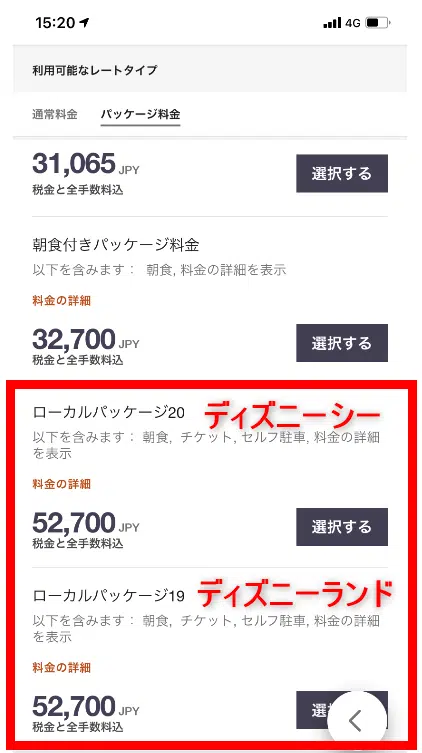 15:20 4G
利用可能なレートタイプ
通常料金 パッケージ料金
31,065 JPY
税金と全手数料込
選択する
朝食付きパッケージ料金
以下を含みます： 朝食, 料金の詳細を表示
料金の詳細
32,700 JPY
税金と全手数料込
選択する
ローカルパッケージ20 ディズニーシー
以下を含みます： 朝食, チケット, セルフ駐車, 料金の詳細
を表示
料金の詳細
52,700 JPY
税金と全手数料込
選択する
ローカルパッケージ19 ディズニーランド
以下を含みます： 朝食, チケット, セルフ駐車, 料金の詳細
を表示
料金の詳細
52,700 JPY
税金と全手数料込
選